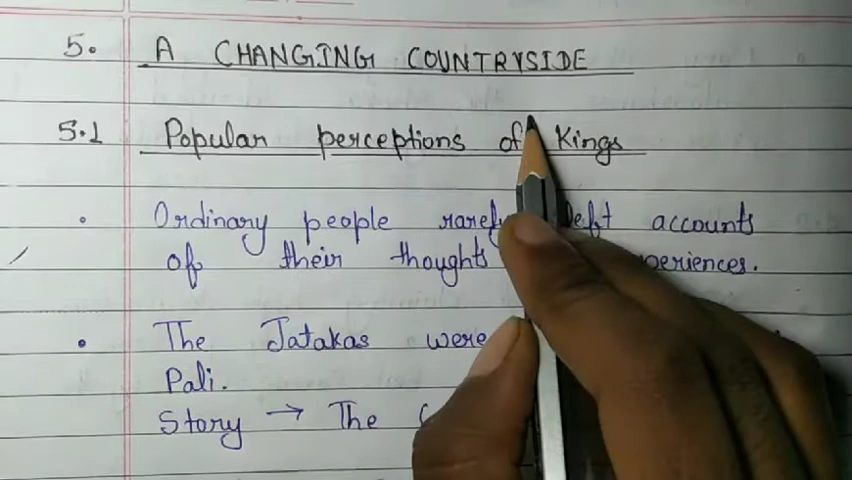 5. A CHANGING COUNTRYSIDE
5.1 Popular perceptions of Kings
• Ordinary people rarely left accounts
of their thoughts periences.
• The Jatakas were
Pali.
Story → The